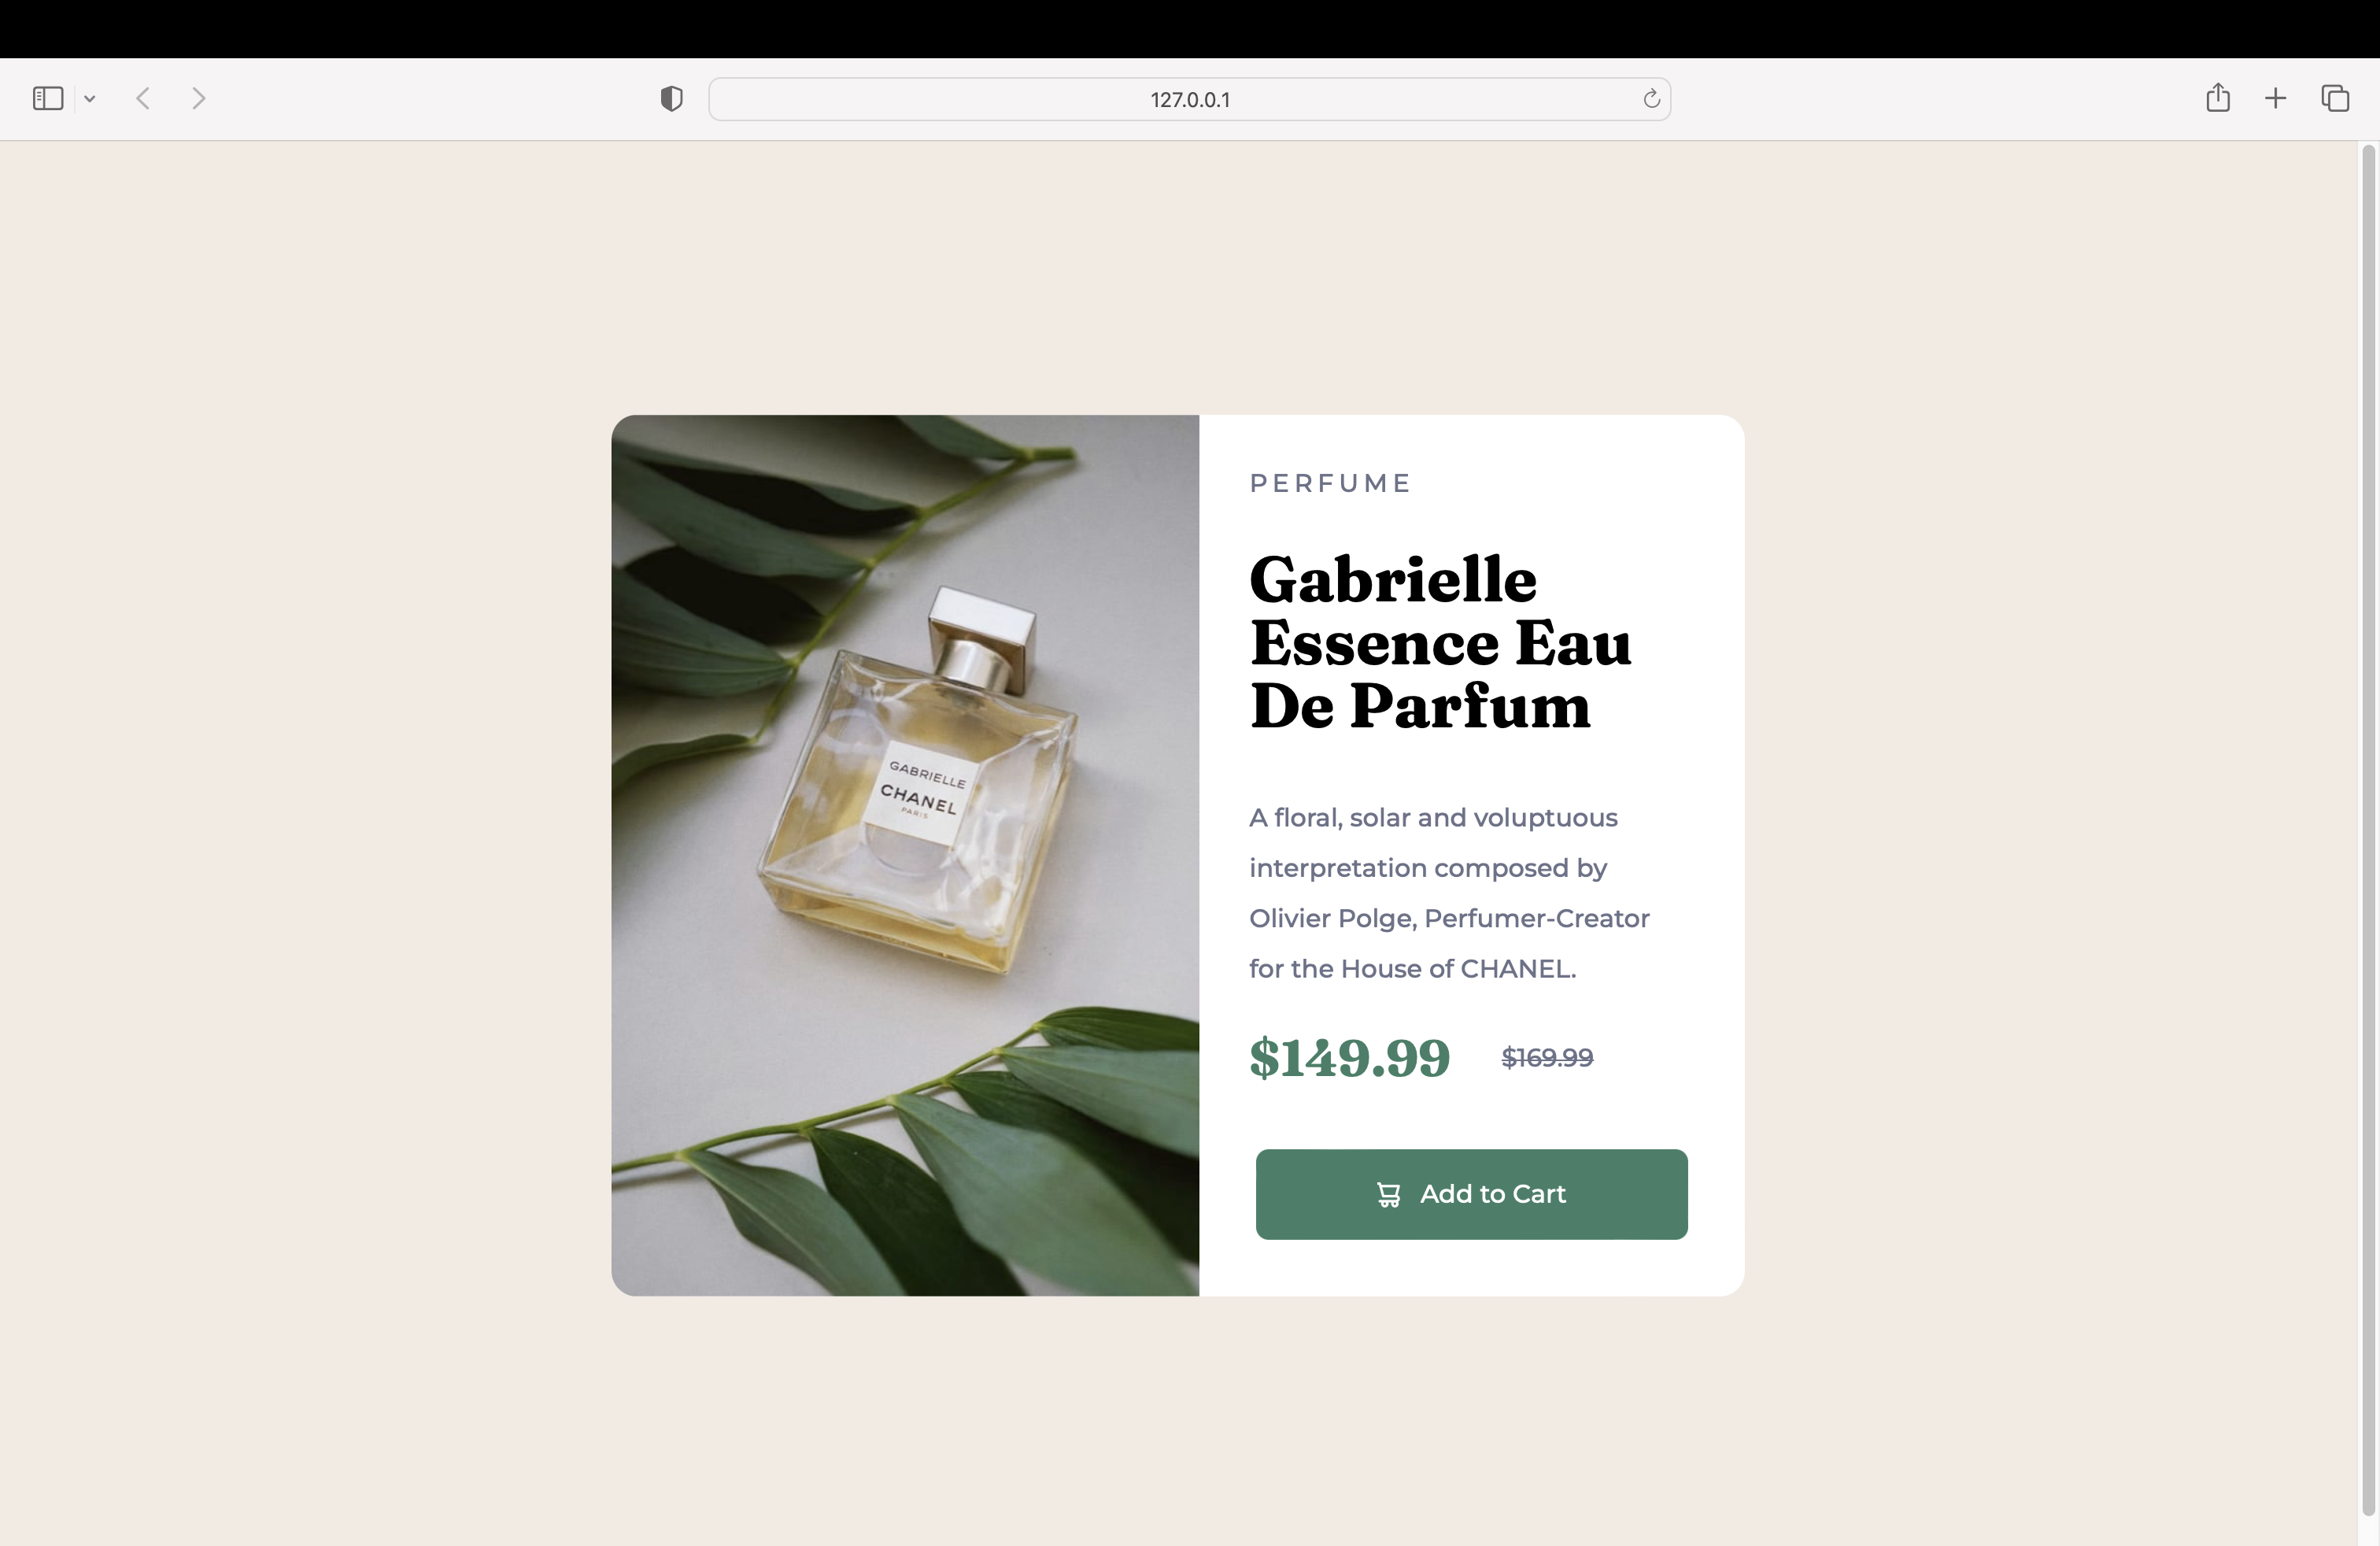 127.0.0.1
PERFUME
Gabrielle
Essence Eau
De Parfum
A floral, solar and voluptuous
interpretation composed by
Olivier Polge, Perfumer-Creator
for the House of CHANEL.
$149.99 $169.99
Add to Cart
GABRIELLE
CHANEL
PARIS